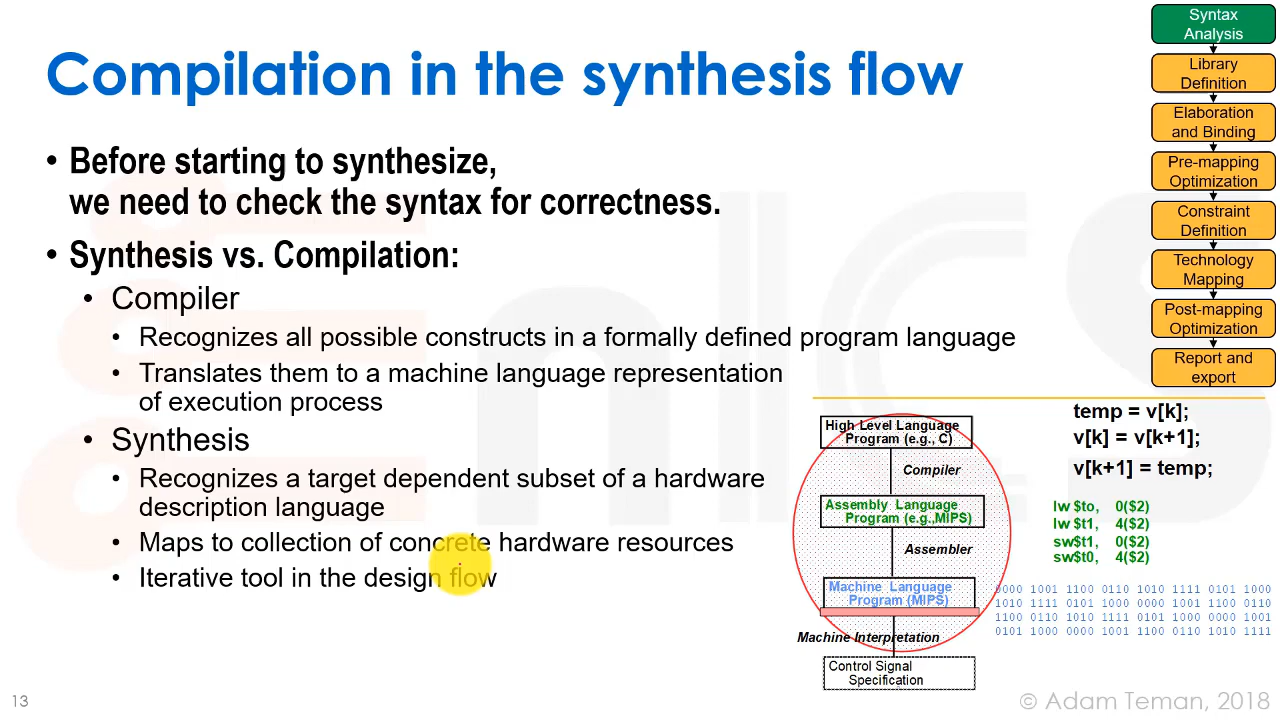 Compilation in the synthesis flow
• Before starting to synthesize,
we need to check the syntax for correctness.
• Synthesis vs. Compilation:
• Compiler
• Recognizes all possible constructs in a formally defined program language
• Translates them to a machine language representation
of execution process
• Synthesis
• Recognizes a target dependent subset of a hardware
description language
• Maps to collection of concrete hardware resources
• Iterative tool in the design flow
Syntax
Analysis
Library
Definition
Elaboration
and Binding
Pre-mapping
Optimization
Constraint
Definition
Technology
Mapping
Post-mapping
Optimization
Report and
export
High Level Language
Program (e.g., C)
Compiler
Assembly Language
Program (e.g.,MIPS)
Assembler
Machine Language
Program (MIPS)
Machine Interpretation
Control Signal
Specification
temp = v[k];
v[k] = v[k+1];
v[k+1] = temp;
lw $to, 0($2)
lw $t1, 4($2)
sw$t1, 0($2)
sw$t0, 4($2)
0000 1001 1100 0110 1010 1111 0101 1000
1010 1111 0101 1000 0000 1001 1100 0110
1100 0110 1010 1111 0101 1000 0000 1001
0101 1000 0000 1001 1100 0110 1010 1111
13
© Adam Teman, 2018